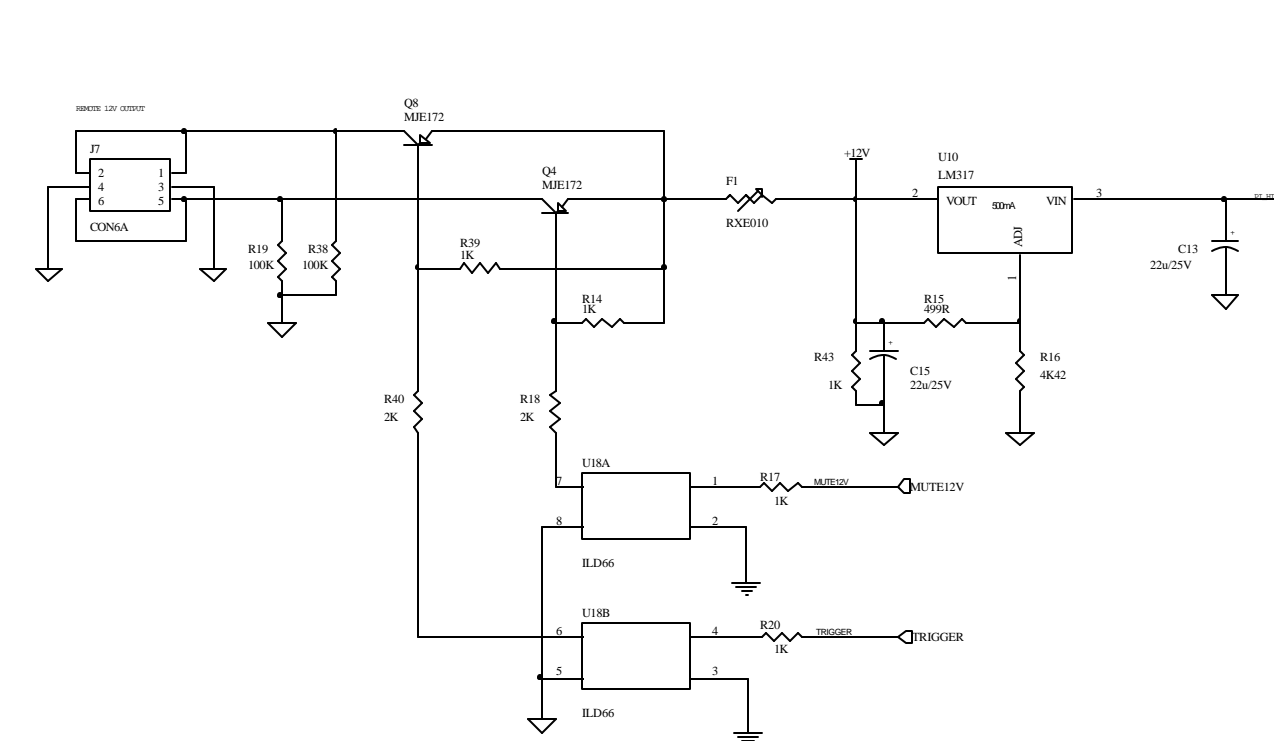 REMOTE 12V OUTPUT
Q8
MJE172
J7
2 1
4 3
6 5
CON6A
Q4
MJE172
F1
RXE010
+12V
U10
LM317
2 VOUT 500mA VIN 3
ADJ
1
C13
22u/25V
+
R19
100K
R38
100K
R39
1K
R14
1K
R15
499R
R43
1K
+
C15
22u/25V
R16
4K42
R40
2K
R18
2K
U18A
7 1
8 2
ILD66
R17
1K
MUTE12V
MUTE12V
U18B
6 4
5 3
ILD66
R20
1K
TRIGGER
TRIGGER